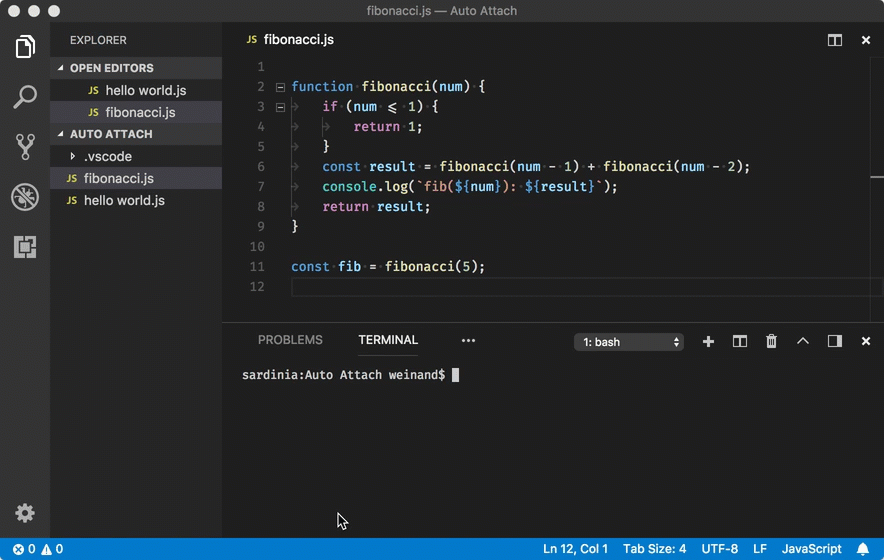 fibonacci.js — Auto Attach
EXPLORER
OPEN EDITORS
JS hello world.js
JS fibonacci.js
AUTO ATTACH
.vscode
JS fibonacci.js
JS hello world.js
JS fibonacci.js
1
2 function fibonacci(num) {
3 if (num ⩽ 1) {
4 return 1;
5 }
6 const result = fibonacci(num - 1) + fibonacci(num - 2);
7 console.log(`fib(${num}): ${result}`);
8 return result;
9 }
10
11 const fib = fibonacci(5);
12
PROBLEMS TERMINAL ••• 1: bash
sardinia:Auto Attach weinand$
0 0 Ln 12, Col 1 Tab Size: 4 UTF-8 LF JavaScript